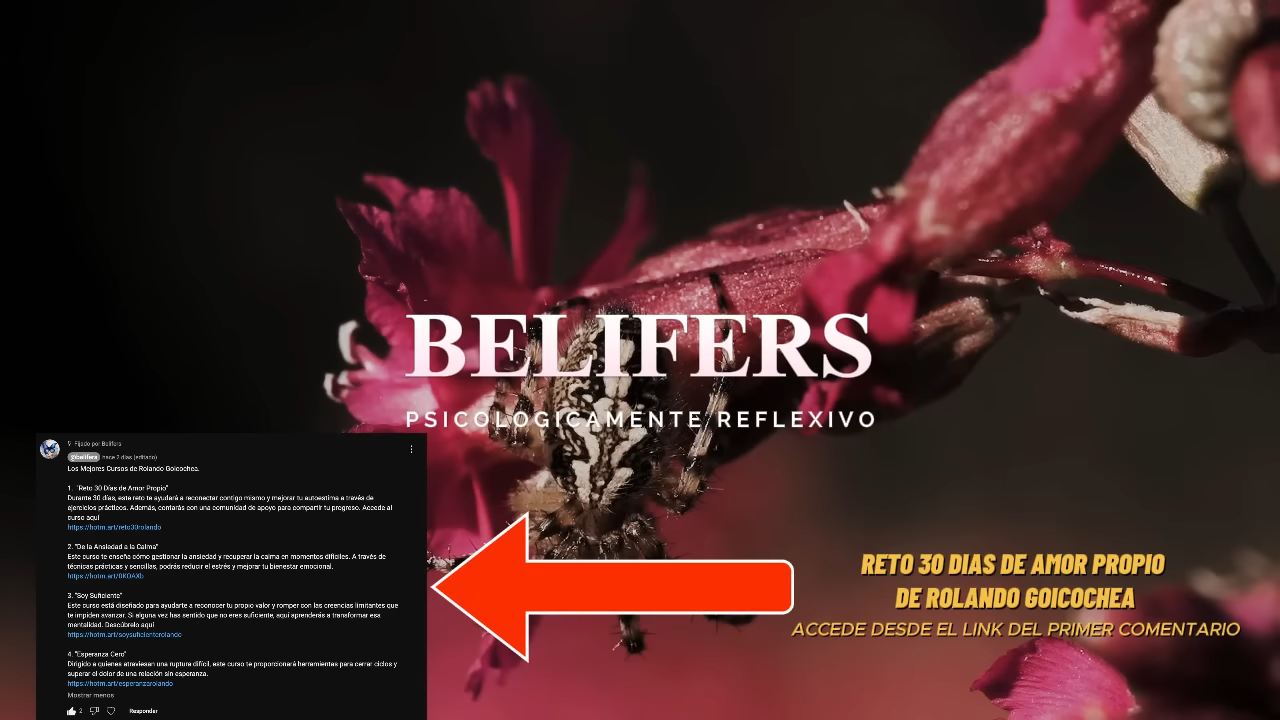 BELIFERS
PSICOLOGICAMENTE REFLEXIVO
Fijado por Belifers
@belifers hace 2 días (editado)
Los Mejores Cursos de Rolando Goicochea.
1. "Reto 30 Días de Amor Propio"
Durante 30 días, este reto te ayudará a reconectar contigo mismo y mejorar tu autoestima a través de
ejercicios prácticos. Además, contarás con una comunidad de apoyo para compartir tu progreso. Accede al
curso aquí
https://hotm.art/reto30rolando
2. "De la Ansiedad a la Calma"
Este curso te enseña cómo gestionar la ansiedad y recuperar la calma en momentos difíciles. A través de
técnicas prácticas y sencillas, podrás reducir el estrés y mejorar tu bienestar emocional.
https://hotm.art/0KOAXb
3. "Soy Suficiente"
Este curso está diseñado para ayudarte a reconocer tu propio valor y romper con las creencias limitantes que
te impiden avanzar. Si alguna vez has sentido que no eres suficiente, aquí aprenderás a transformar esa
mentalidad. Descúbrelo aquí
https://hotm.art/soysuficienterolando
4. "Esperanza Cero"
Dirigido a quienes atraviesan una ruptura difícil, este curso te proporcionará herramientas para cerrar ciclos y
superar el dolor de una relación sin esperanza.
https://hotm.art/esperanzarolando
Mostrar menos
2 Responder
RETO 30 DIAS DE AMOR PROPIO
DE ROLANDO GOICOCHEA
ACCEDE DESDE EL LINK DEL PRIMER COMENTARIO